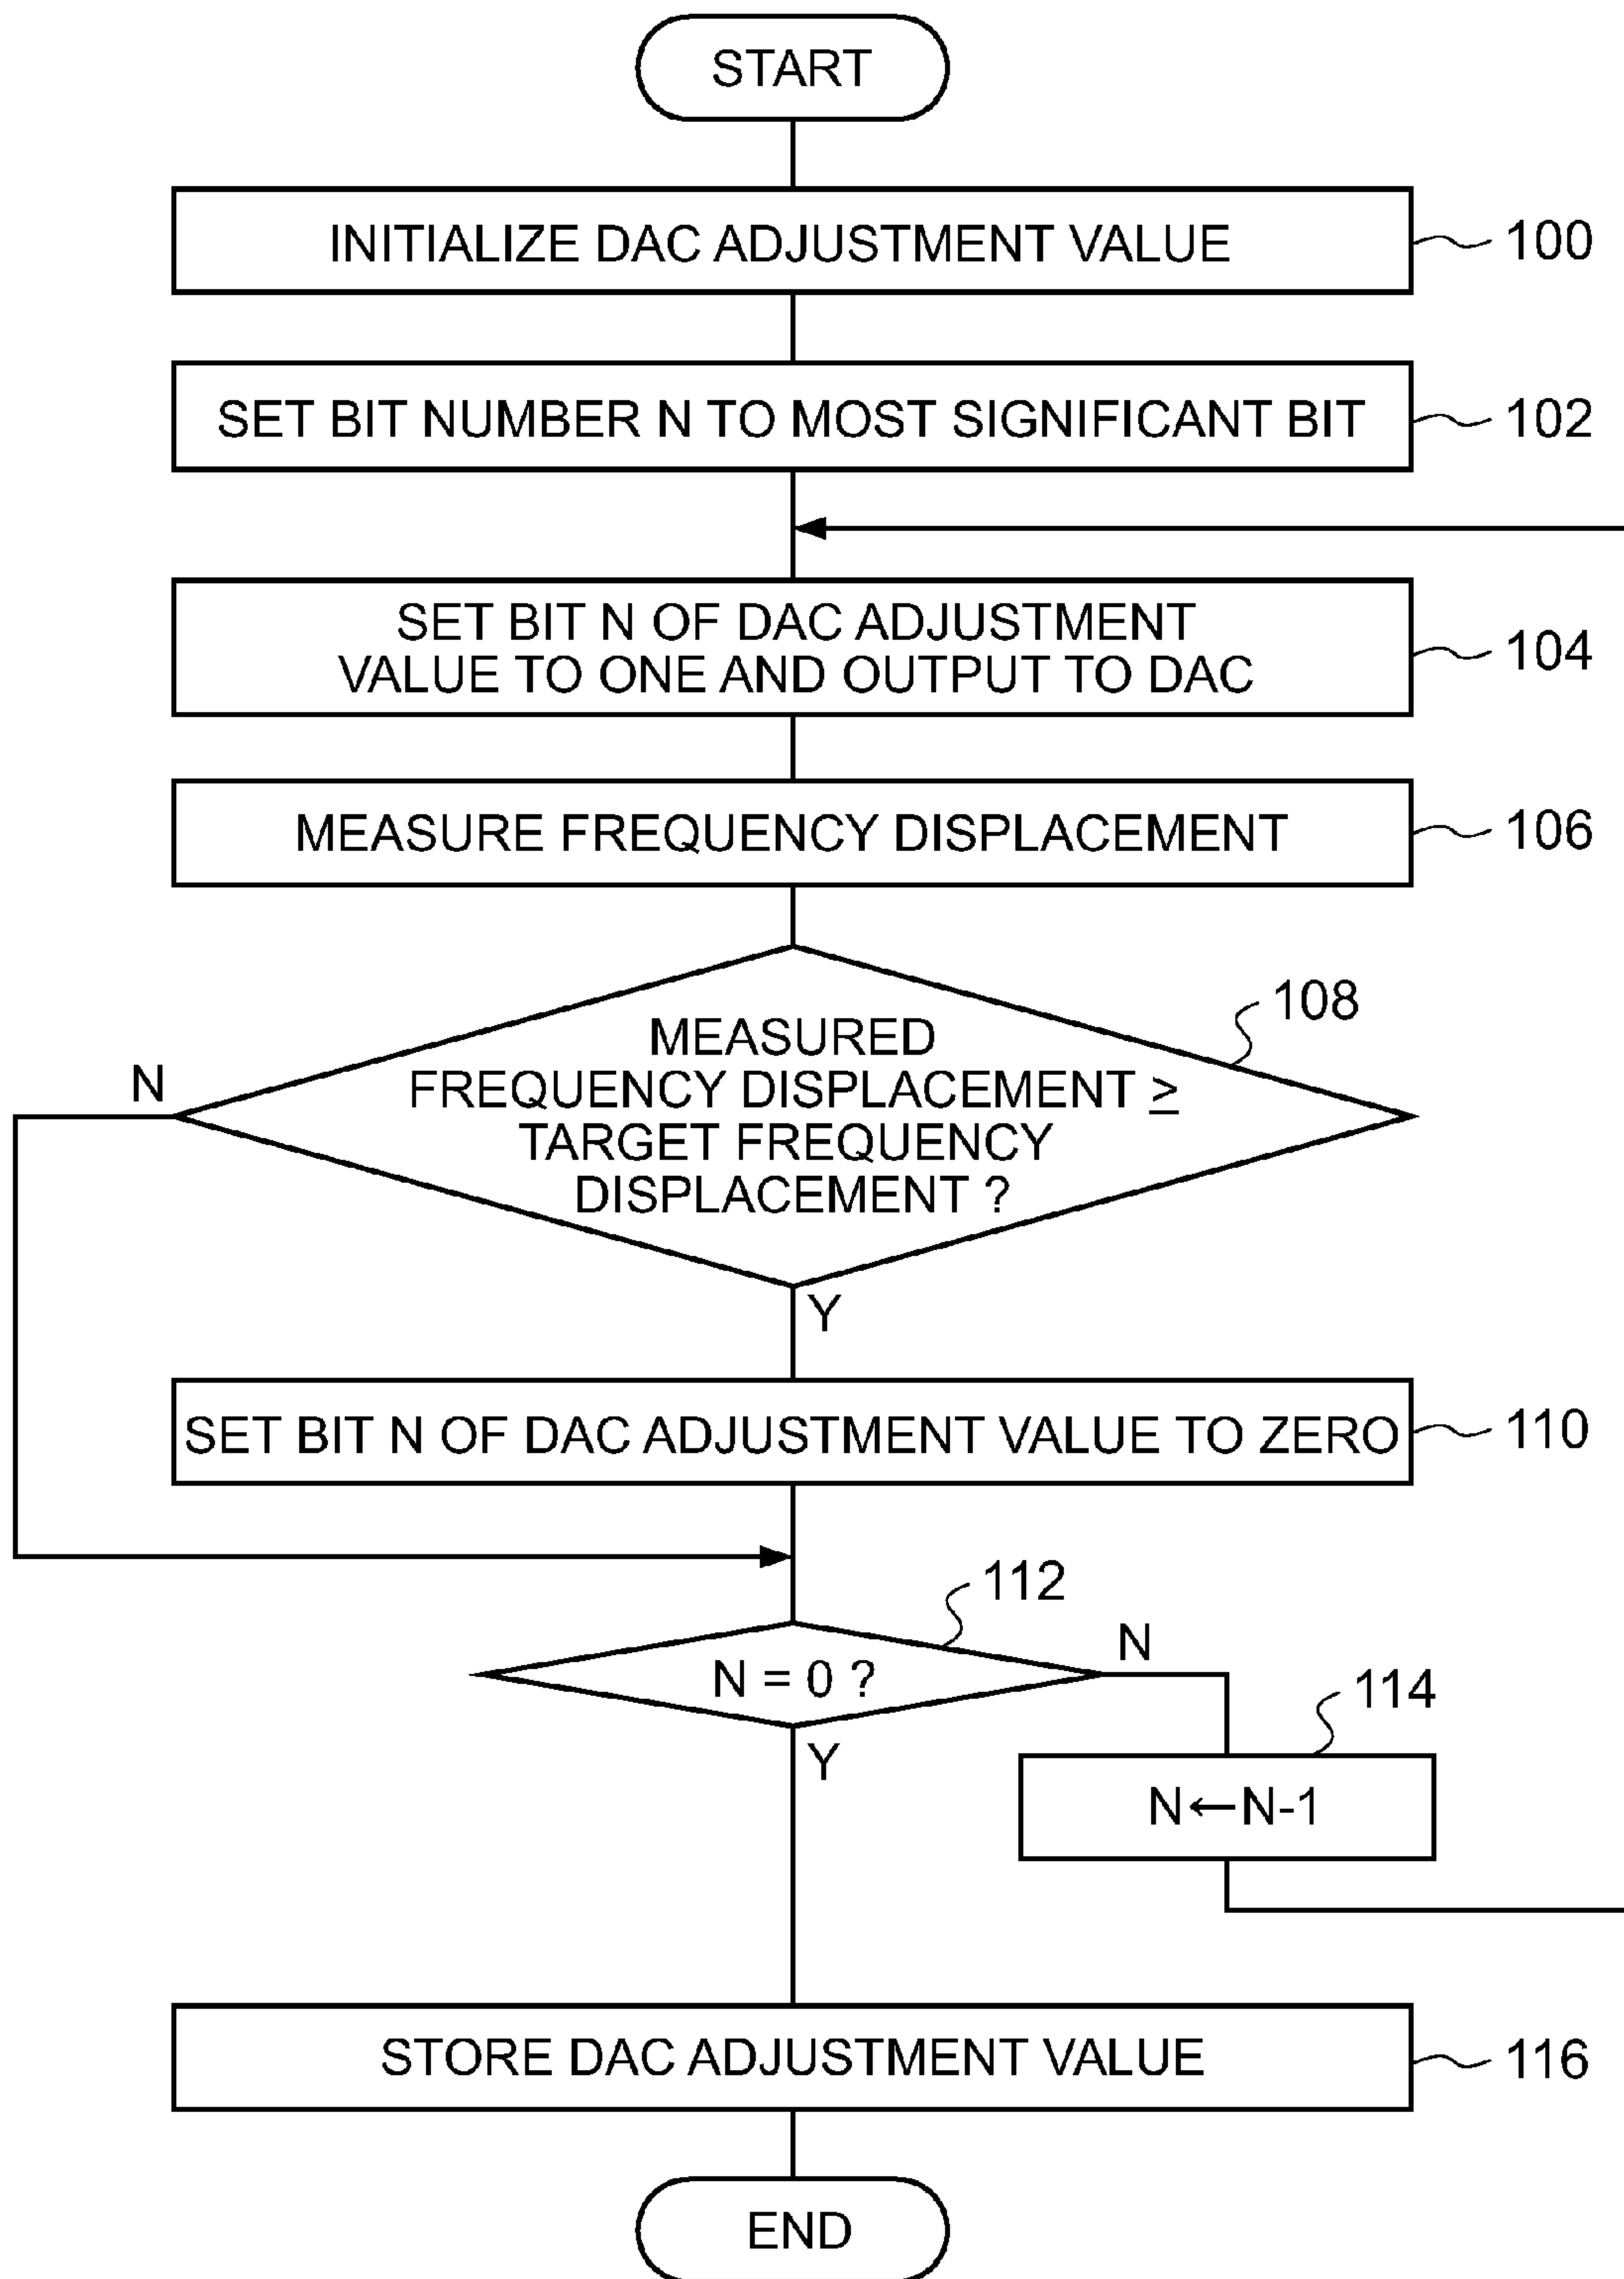 START
INITIALIZE DAC ADJUSTMENT VALUE
100
SET BIT NUMBER N TO MOST SIGNIFICANT BIT
102
SET BIT N OF DAC ADJUSTMENT
VALUE TO ONE AND OUTPUT TO DAC
104
MEASURE FREQUENCY DISPLACEMENT
106
108
MEASURED
FREQUENCY DISPLACEMENT ≥
TARGET FREQUENCY
DISPLACEMENT ?
N
Y
SET BIT N OF DAC ADJUSTMENT VALUE TO ZERO
110
112
N = 0 ?
N
Y
114
N←N-1
STORE DAC ADJUSTMENT VALUE
116
END